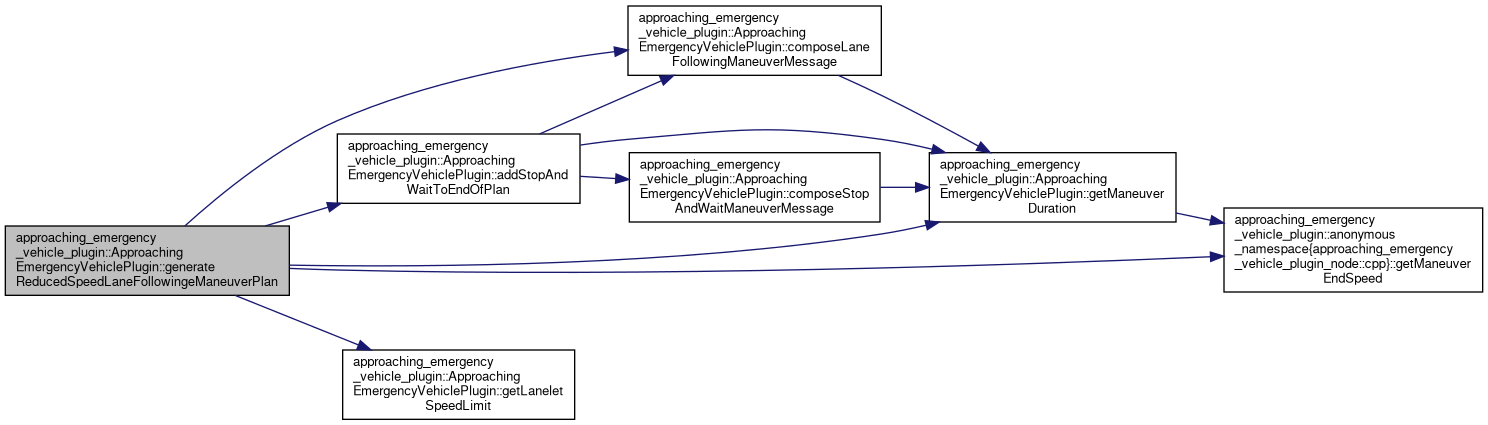 approaching_emergency
_vehicle_plugin::Approaching
EmergencyVehiclePlugin::composeLane
FollowingManeuverMessage
approaching_emergency
_vehicle_plugin::Approaching
EmergencyVehiclePlugin::addStopAnd
WaitToEndOfPlan
approaching_emergency
_vehicle_plugin::Approaching
EmergencyVehiclePlugin::composeStop
AndWaitManeuverMessage
approaching_emergency
_vehicle_plugin::Approaching
EmergencyVehiclePlugin::getManeuver
Duration
approaching_emergency
_vehicle_plugin::anonymous
_namespace{approaching_emergency
_vehicle_plugin_node::cpp}::getManeuver
EndSpeed
approaching_emergency
_vehicle_plugin::Approaching
EmergencyVehiclePlugin::generate
ReducedSpeedLaneFollowingeManeuverPlan
approaching_emergency
_vehicle_plugin::Approaching
EmergencyVehiclePlugin::getLanelet
SpeedLimit